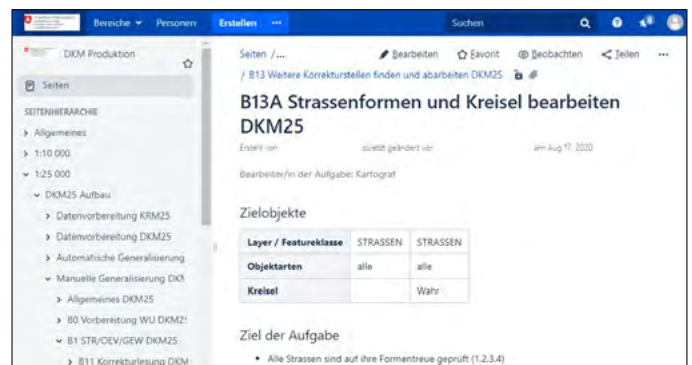 Bereiche Personen Erstellen ••• Suchen
DKM Produktion
Seiten
SEITENHIERARCHIE
Allgemeines
1:10 000
1:25 000
DKM25 Aufbau
Datenvorbereitung KRM25
Datenvorbereitung DKM25
Automatische Generalisierung
Manuelle Generalisierung DKM
Allgemeines DKM25
B0 Vorbereitung WU DKM2
B1 STR/OEV/GEW DKM25
B11 Korrekturlesung DKM
Seiten /... Bearbeiten Favorit Beobachten Teilen •••
/ B13 Weitere Korrekturstellen finden und abarbeiten DKM25
B13A Strassenformen und Kreisel bearbeiten
DKM25
Erstellt von zuletzt geändert von am Aug 17, 2020
Bearbeiter/in der Aufgabe: Kartograf
Zielobjekte
Layer / Featureklasse STRASSEN STRASSEN
Objektarten alle alle
Kreisel Wahr
Ziel der Aufgabe
• Alle Strassen sind auf ihre Formentreue geprüft (1.2.3.4)